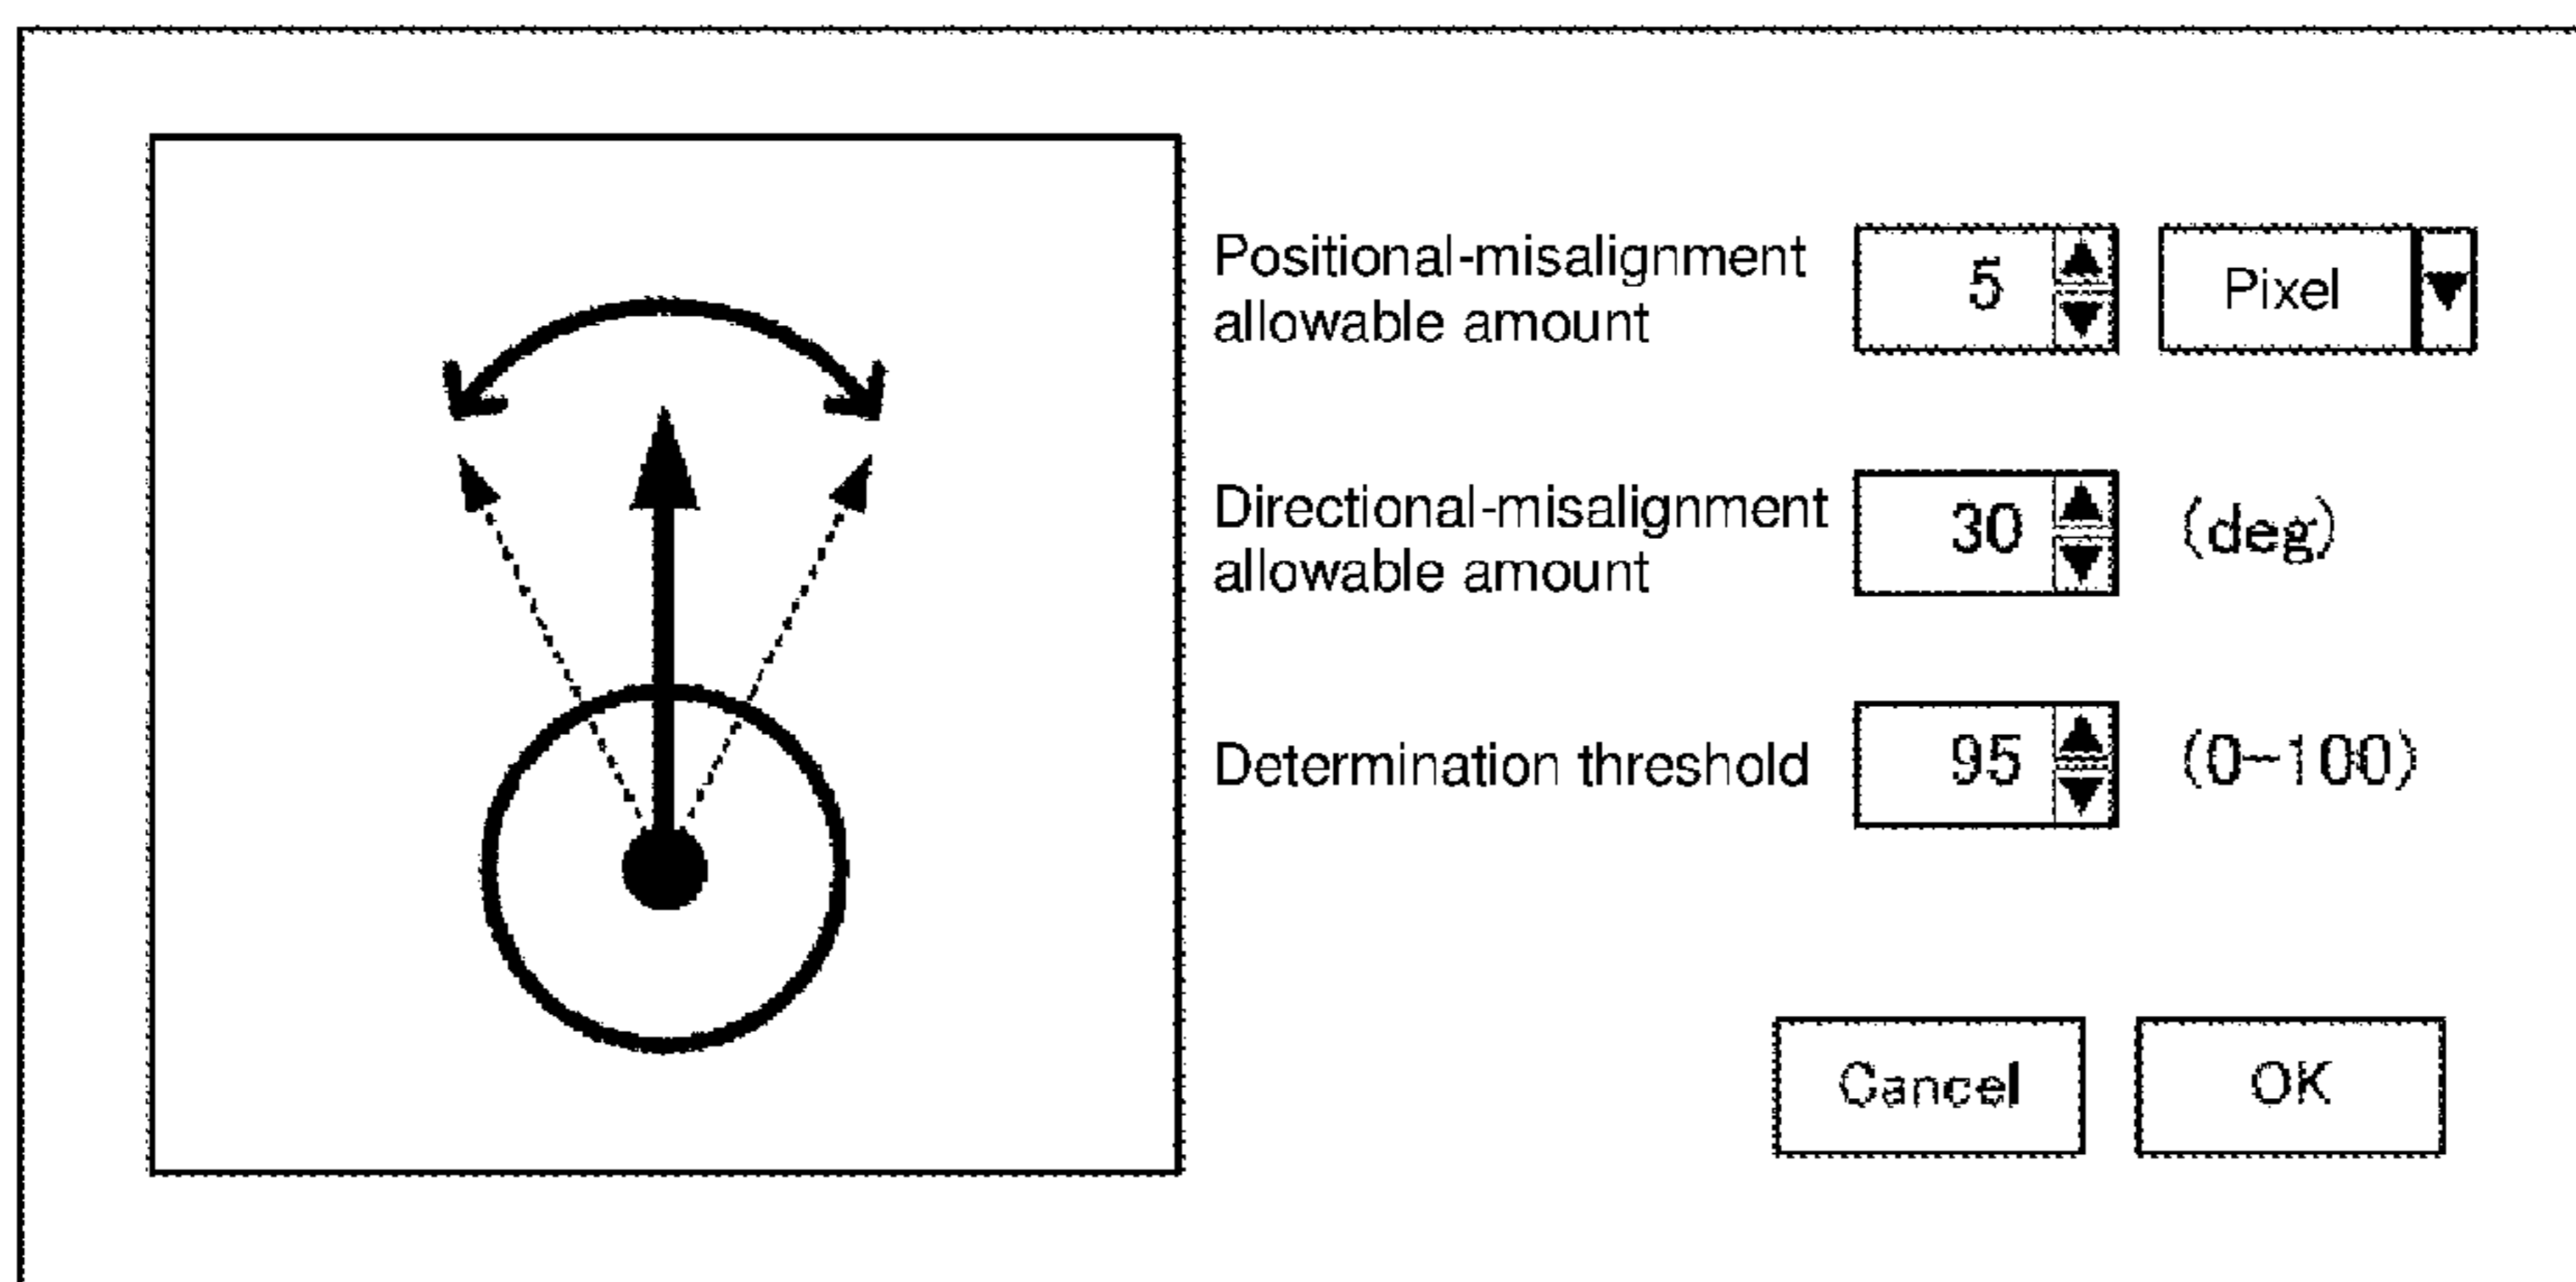 Positional-misalignment
allowable amount
5
Pixel
Directional-misalignment
allowable amount
30
(deg)
Determination threshold
95
(0~100)
Cancel
OK